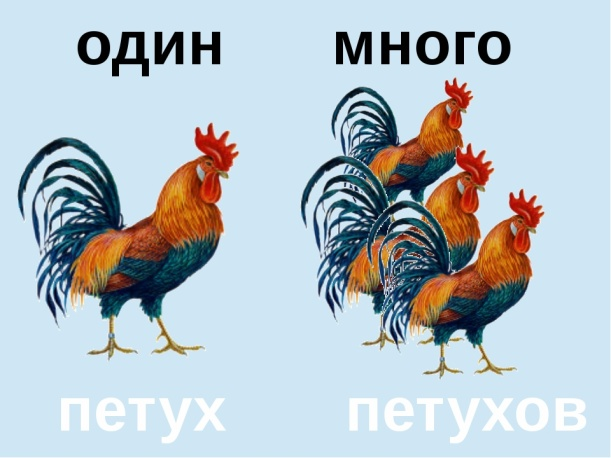 один много
петух петухов